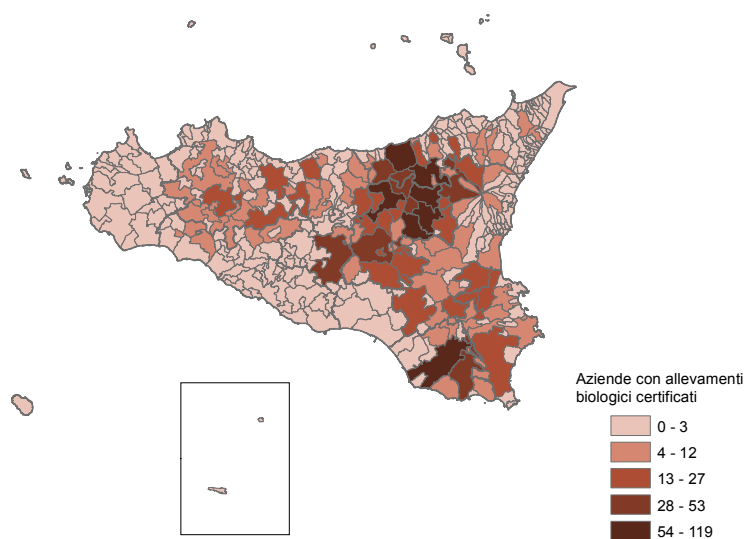 Aziende con allevamenti
biologici certificati
0 - 3
4 - 12
13 - 27
28 - 53
54 - 119